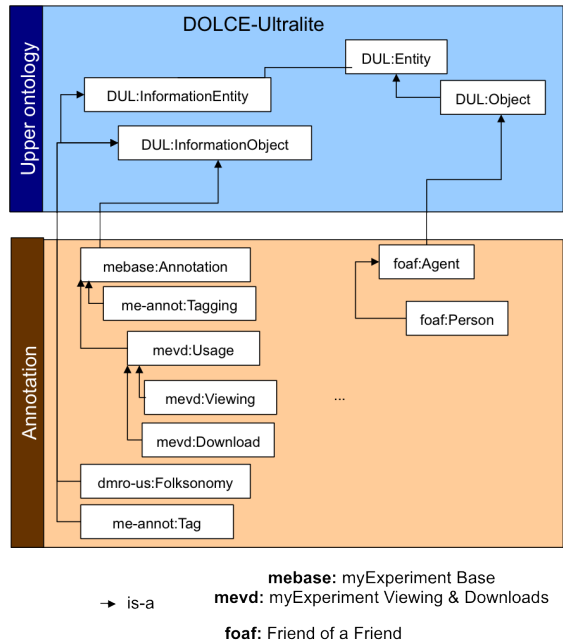 DOLCE-Ultralite
Upper ontology
DUL:Entity
DUL:InformationEntity
DUL:Object
DUL:InformationObject
Annotation
mebase:Annotation
foaf:Agent
me-annot:Tagging
foaf:Person
mevd:Usage
mevd:Viewing
...
mevd:Download
dmro-us:Folksonomy
me-annot:Tag
mebase: myExperiment Base
is-a
mevd: myExperiment Viewing & Downloads
foaf: Friend of a Friend